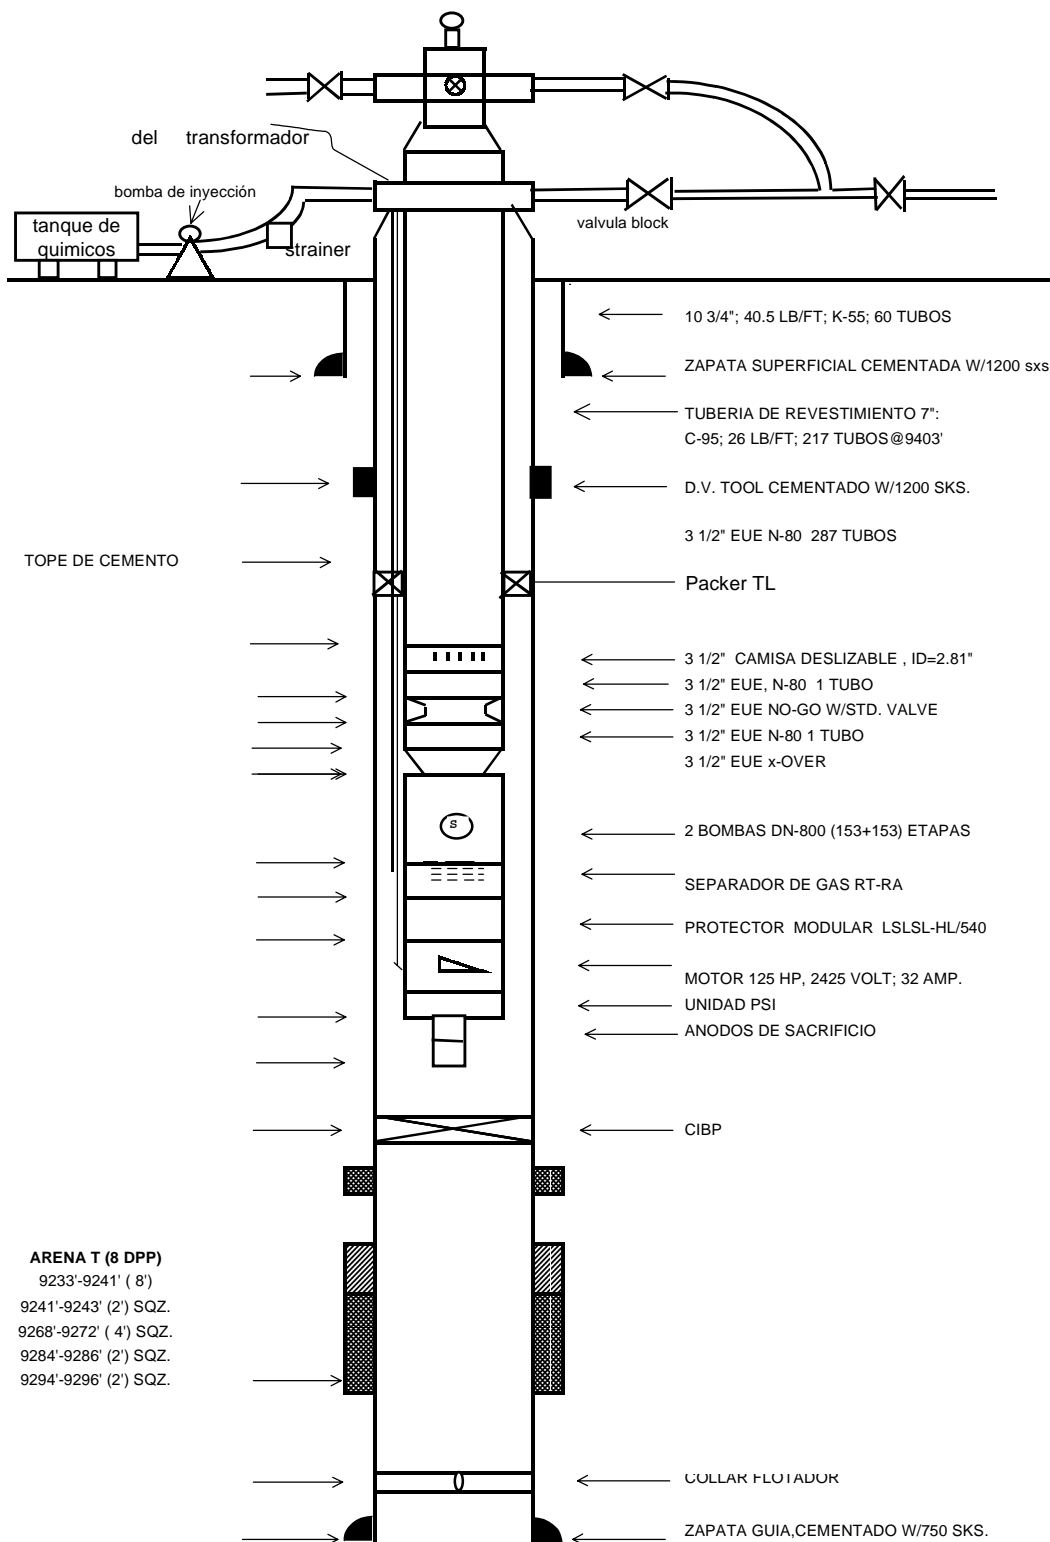 del transformador
bomba de inyección
tanque de
quimicos
strainer
valvula block
10 3/4"; 40.5 LB/FT; K-55; 60 TUBOS
ZAPATA SUPERFICIAL CEMENTADA W/1200 sxs
TUBERIA DE REVESTIMIENTO 7":
C-95; 26 LB/FT; 217 TUBOS@9403'
D.V. TOOL CEMENTADO W/1200 SKS.
3 1/2" EUE N-80 287 TUBOS
TOPE DE CEMENTO
Packer TL
3 1/2" CAMISA DESLIZABLE , ID=2.81"
3 1/2" EUE, N-80 1 TUBO
3 1/2" EUE NO-GO W/STD. VALVE
3 1/2" EUE N-80 1 TUBO
3 1/2" EUE x-OVER
S
2 BOMBAS DN-800 (153+153) ETAPAS
SEPARADOR DE GAS RT-RA
PROTECTOR MODULAR LSLSL-HL/540
MOTOR 125 HP, 2425 VOLT; 32 AMP.
UNIDAD PSI
ANODOS DE SACRIFICIO
CIBP
ARENA T (8 DPP)
9233'-9241' ( 8')
9241'-9243' (2') SQZ.
9268'-9272' ( 4') SQZ.
9284'-9286' (2') SQZ.
9294'-9296' (2') SQZ.
COLLAR FLOTADOR
ZAPATA GUIA,CEMENTADO W/750 SKS.